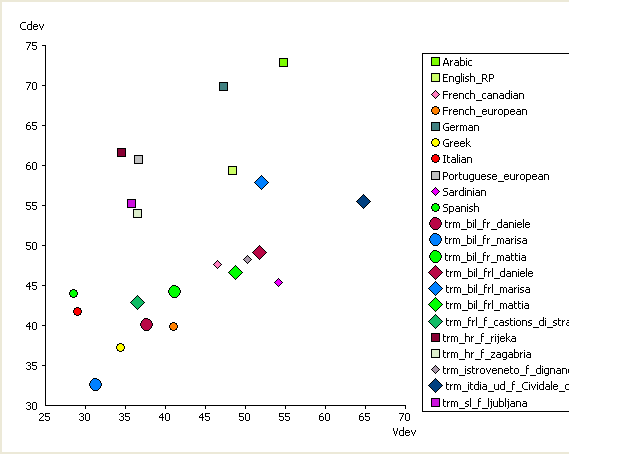 Cdev
75
70
65
60
55
50
45
40
35
30
25 30 35 40 45 50 55 60 65 70
Vdev
Arabic
English_RP
French_canadian
French_european
German
Greek
Italian
Portuguese_european
Sardinian
Spanish
trm_bil_fr_daniele
trm_bil_fr_marisa
trm_bil_fr_mattia
trm_bil_frl_daniele
trm_bil_frl_marisa
trm_bil_frl_mattia
trm_frl_f_castions_di_stra
trm_hr_f_rijeka
trm_hr_f_zagabria
trm_istroveneto_f_dignano
trm_itdia_ud_f_Cividale_d
trm_sl_f_ljubljana